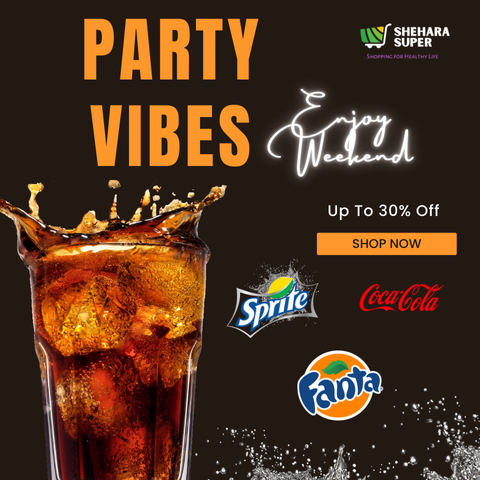 PARTY
VIBES
SHEHARA
SUPER
Shopping for Healthy Life
Enjoy
Weekend
Up To 30% Off
SHOP NOW
Sprite
Coca-Cola
Fanta